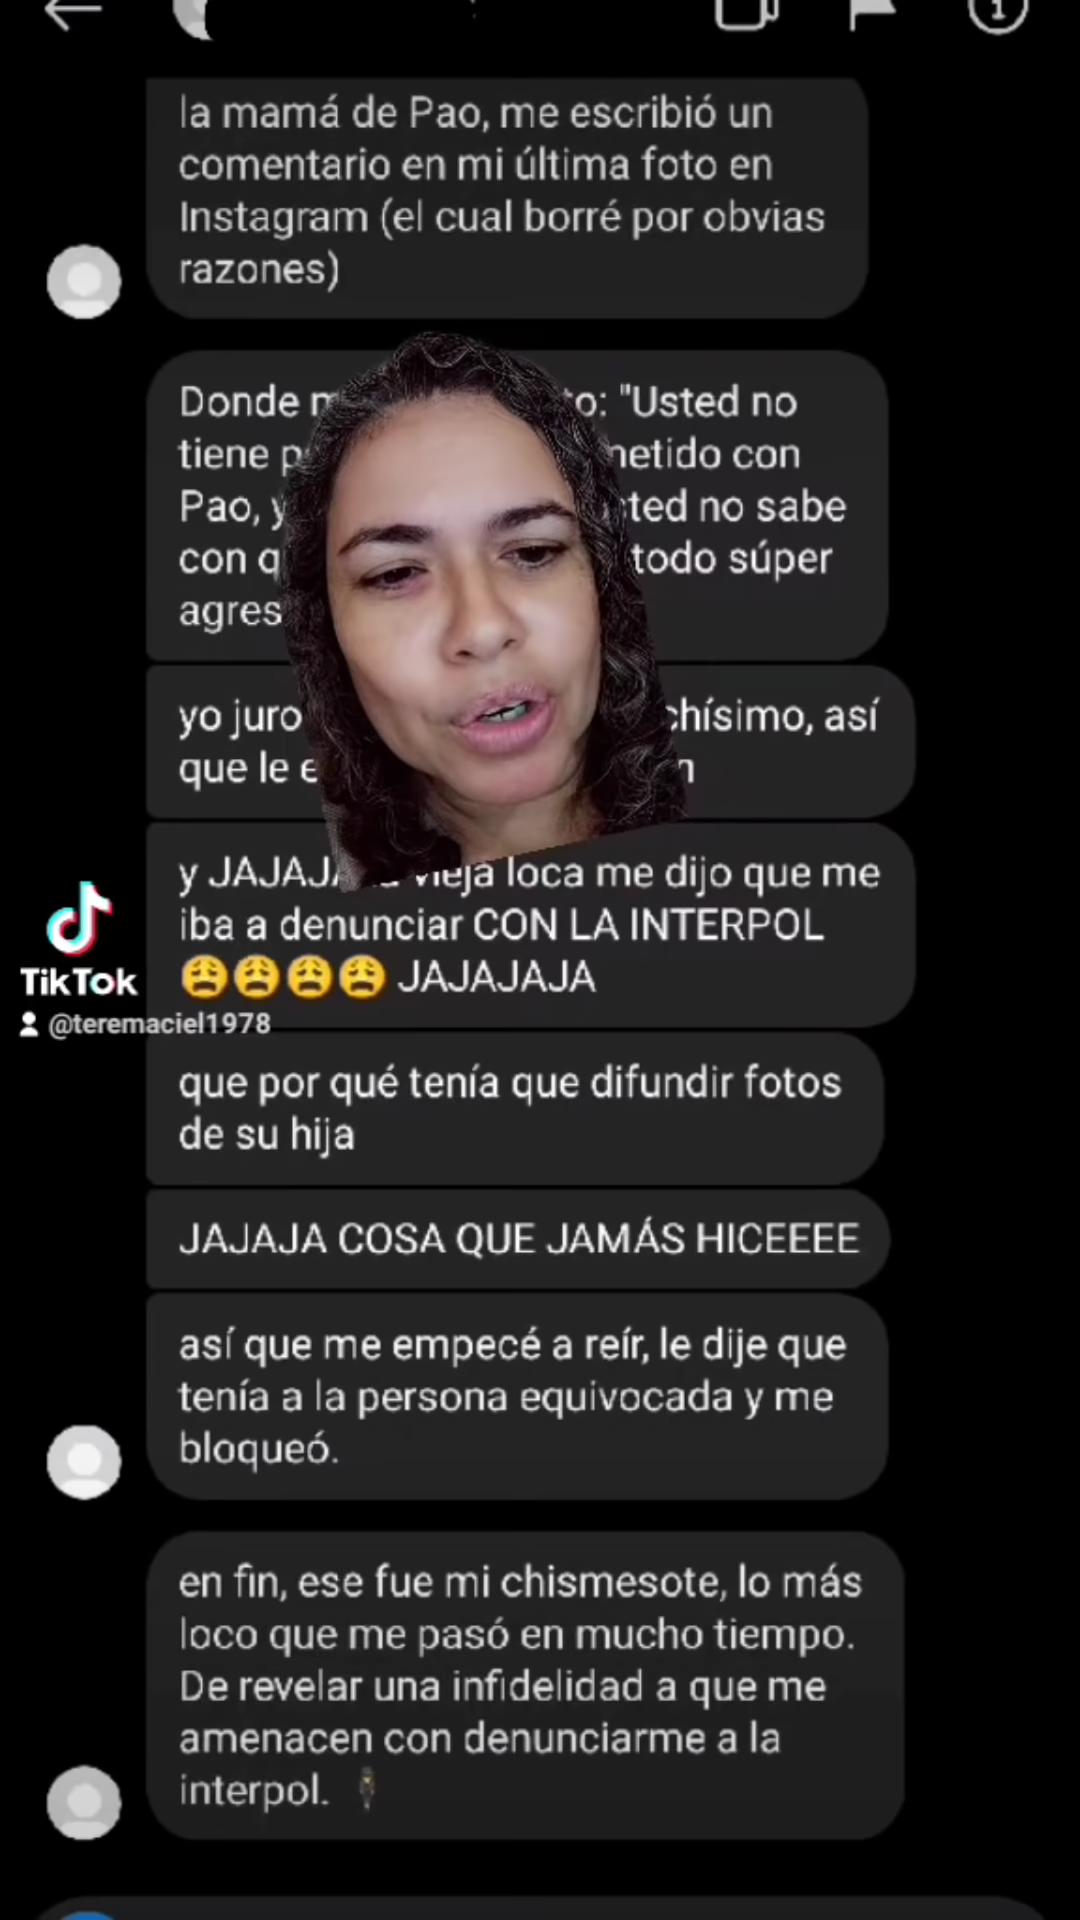 la mamá de Pao, me escribió un
comentario en mi última foto en
Instagram (el cual borré por obvias
razones)
Donde "Usted no
tiene con
Pao, no sabe
con todo súper
yo juro así
que le
y vieja loca me dijo que me
iba a denunciar CON LA INTERPOL
😩😩😩😩 JAJAJAJA
TikTok
@teremaciel1978
que por qué tenía que difundir fotos
de su hija
JAJAJA COSA QUE JAMÁS HICEEEE
así que me empecé a reír, le dije que
tenía a la persona equivocada y me
bloqueó.
en fin, ese fue mi chismesote, lo más
loco que me pasó en mucho tiempo.
De revelar una infidelidad a que me
amenacen con denunciarme a la
interpol. 🕴